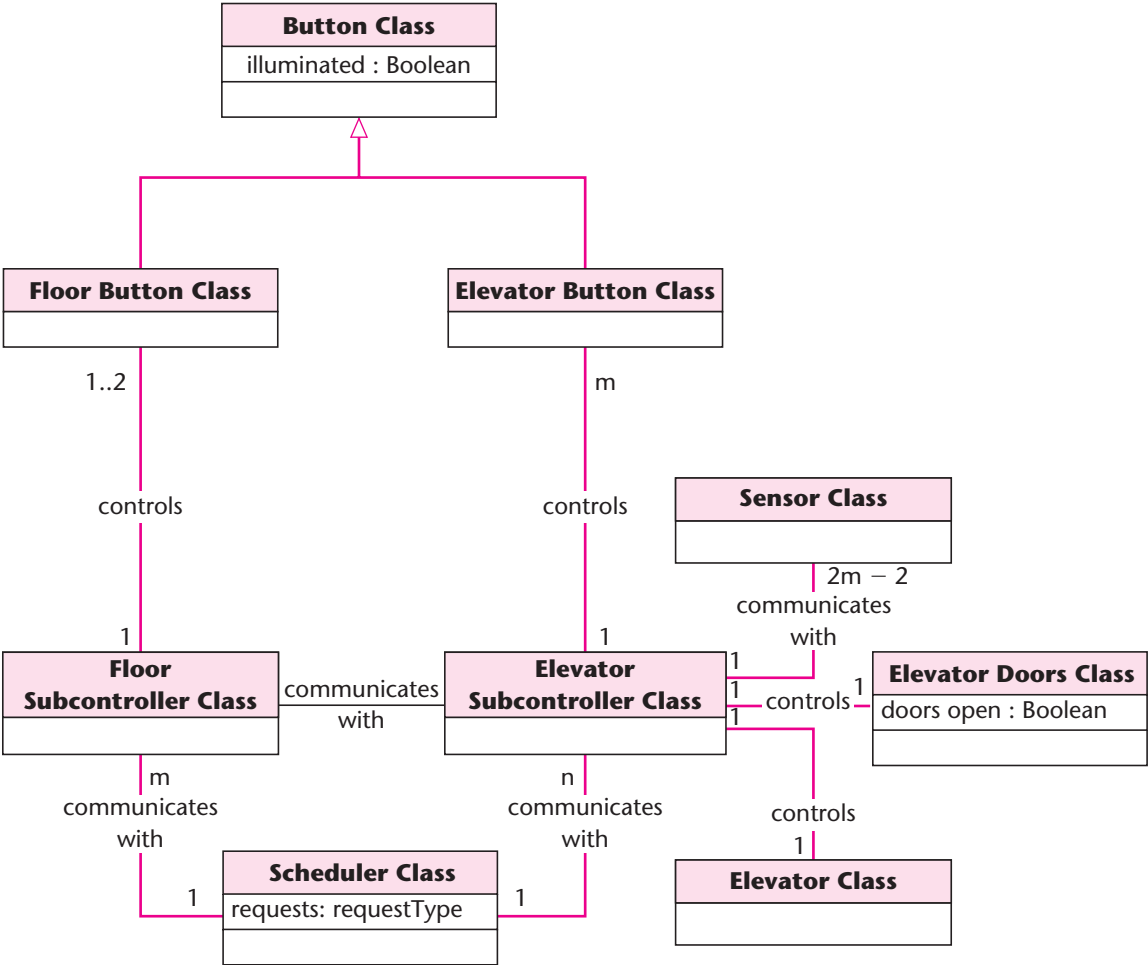 Button Class
illuminated : Boolean
Floor Button Class
Elevator Button Class
1..2
m
controls
controls
Sensor Class
2m − 2
communicates
with
1
1
Floor
Subcontroller Class
communicates
with
Elevator
Subcontroller Class
1
1
controls
1
1
Elevator Doors Class
doors open : Boolean
m
communicates
with
n
communicates
with
controls
1
Scheduler Class
requests: requestType
1
1
Elevator Class